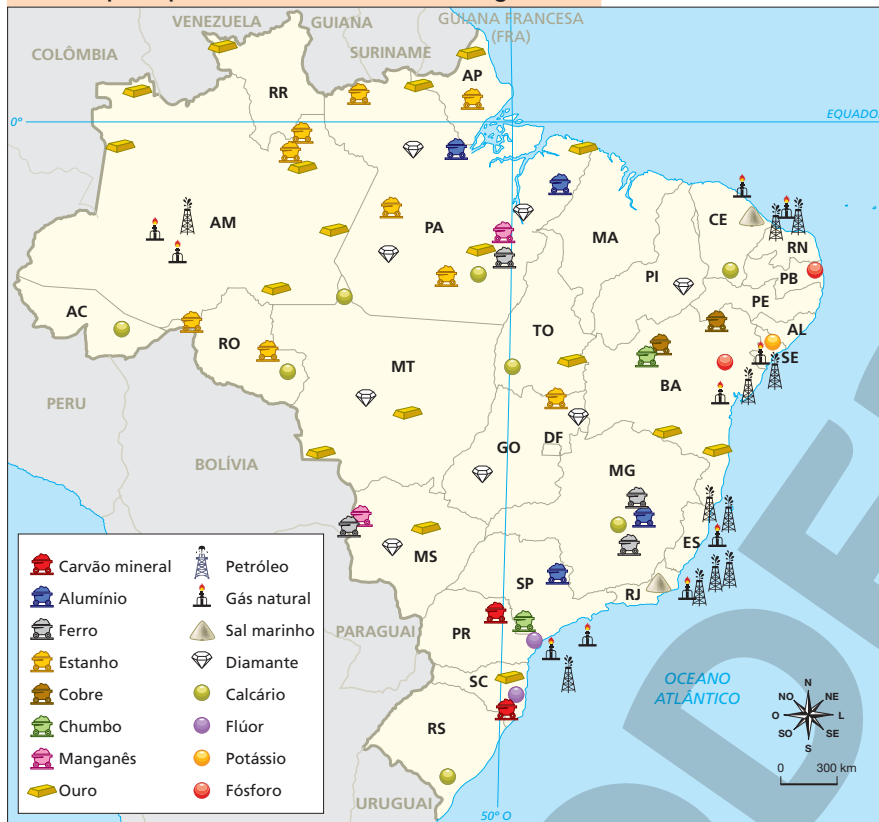 VENEZUELA
GUIANA
GUIANA FRANCESA
(FRA)
COLÔMBIA
SURINAME
AP
RR
0°
EQUADOR
AM
PA
MA
CE
RN
PB
PI
PE
AC
AL
RO
TO
SE
MT
BA
PERU
GO
DF
BOLÍVIA
MG
ES
MS
SP
RJ
PARAGUAI
PR
SC
OCEANO
ATLÂNTICO
RS
URUGUAI
50° O
Carvão mineral
Alumínio
Ferro
Estanho
Cobre
Chumbo
Manganês
Ouro
Petróleo
Gás natural
Sal marinho
Diamante
Calcário
Flúor
Potássio
Fósforo
N
NO NE
O L
SO SE
S
0 300 km